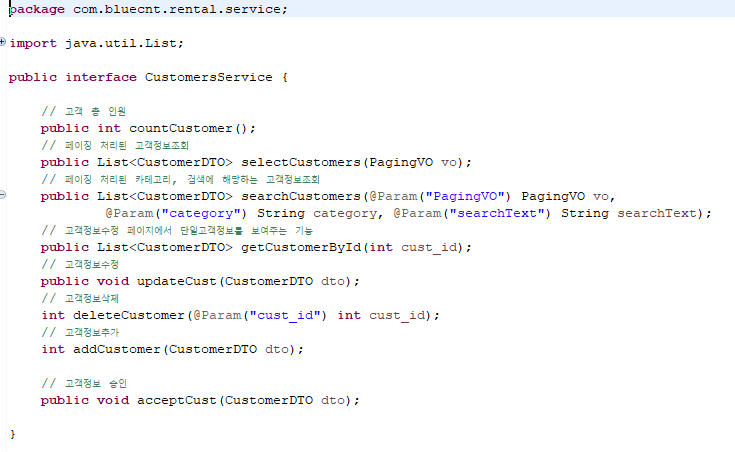 package com.bluecnt.rental.service;
import java.util.List;
public interface CustomersService {
// 고객 총 인원
public int countCustomer();
// 페이징 처리된 고객정보조회
public List<CustomerDTO> selectCustomers(PagingVO vo);
// 페이징 처리된 카테고리, 검색에 해당하는 고객정보조회
public List<CustomerDTO> searchCustomers(@Param("PagingVO") PagingVO vo,
@Param("category") String category, @Param("searchText") String searchText);
// 고객정보수정 페이지에서 단일고객정보를 보여주는 기능
public List<CustomerDTO> getCustomerById(int cust_id);
// 고객정보수정
public void updateCust(CustomerDTO dto);
// 고객정보삭제
int deleteCustomer(@Param("cust_id") int cust_id);
// 고객정보추가
int addCustomer(CustomerDTO dto);
// 고객정보 승인
public void acceptCust(CustomerDTO dto);
}